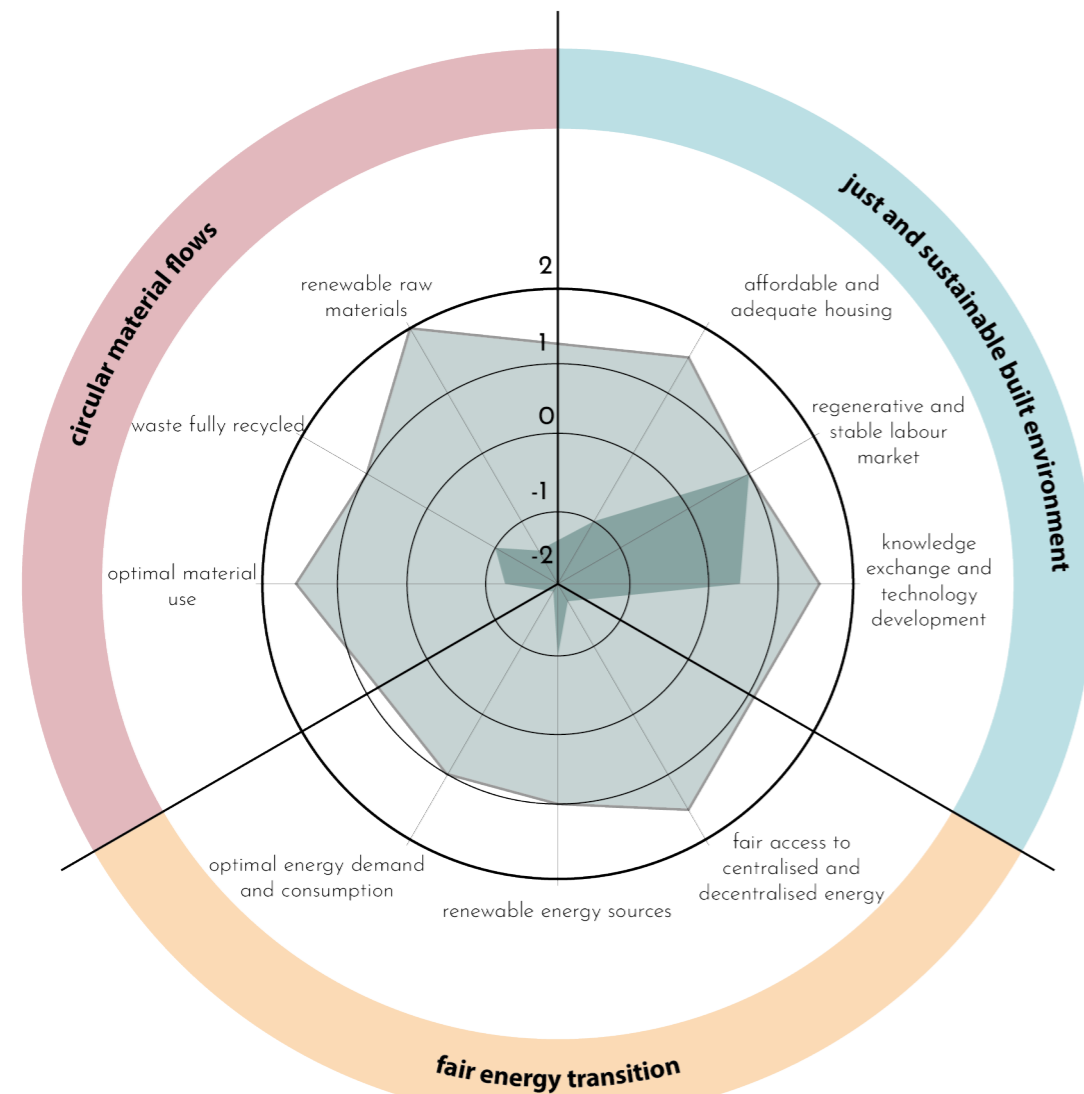 circular material flows
just and sustainable built environment
renewable raw
materials
2
affordable and
adequate housing
1
waste fully recycled
0
regenerative and
stable labour
market
-1
-2
optimal material
use
knowledge
exchange and
technology
development
optimal energy demand
and consumption
renewable energy sources
fair access to
centralised and
decentralised energy
fair energy transition